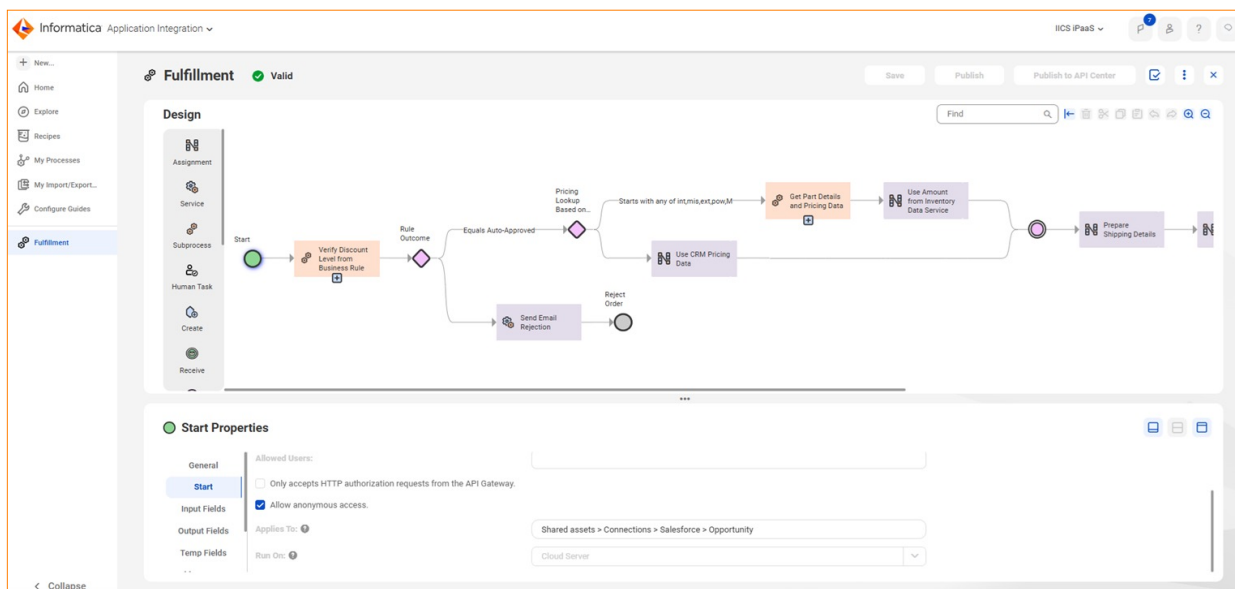 Informatica Application Integration
IICS iPaaS
7
?
New...
Home
Explore
Recipes
My Processes
My Import/Export...
Configure Guides
Fulfillment
Collapse
Fulfillment
Valid
Save
Publish
Publish to API Center
Design
Find
Assignment
Service
Subprocess
Human Task
Create
Receive
Start
Verify Discount
Level from
Business Rule
Rule
Outcome
Equals Auto-Approved
Pricing
Lookup
Based on...
Starts with any of int,mis,ext,pow,M
Get Part Details
and Pricing Data
Use Amount
from Inventory
Data Service
Use CRM Pricing
Data
Prepare
Shipping Details
Send Email
Rejection
Reject
Order
Start Properties
General
Start
Input Fields
Output Fields
Temp Fields
Allowed Users:
Only accepts HTTP authorization requests from the API Gateway.
Allow anonymous access.
Applies To: ?
Shared assets > Connections > Salesforce > Opportunity
Run On: ?
Cloud Server